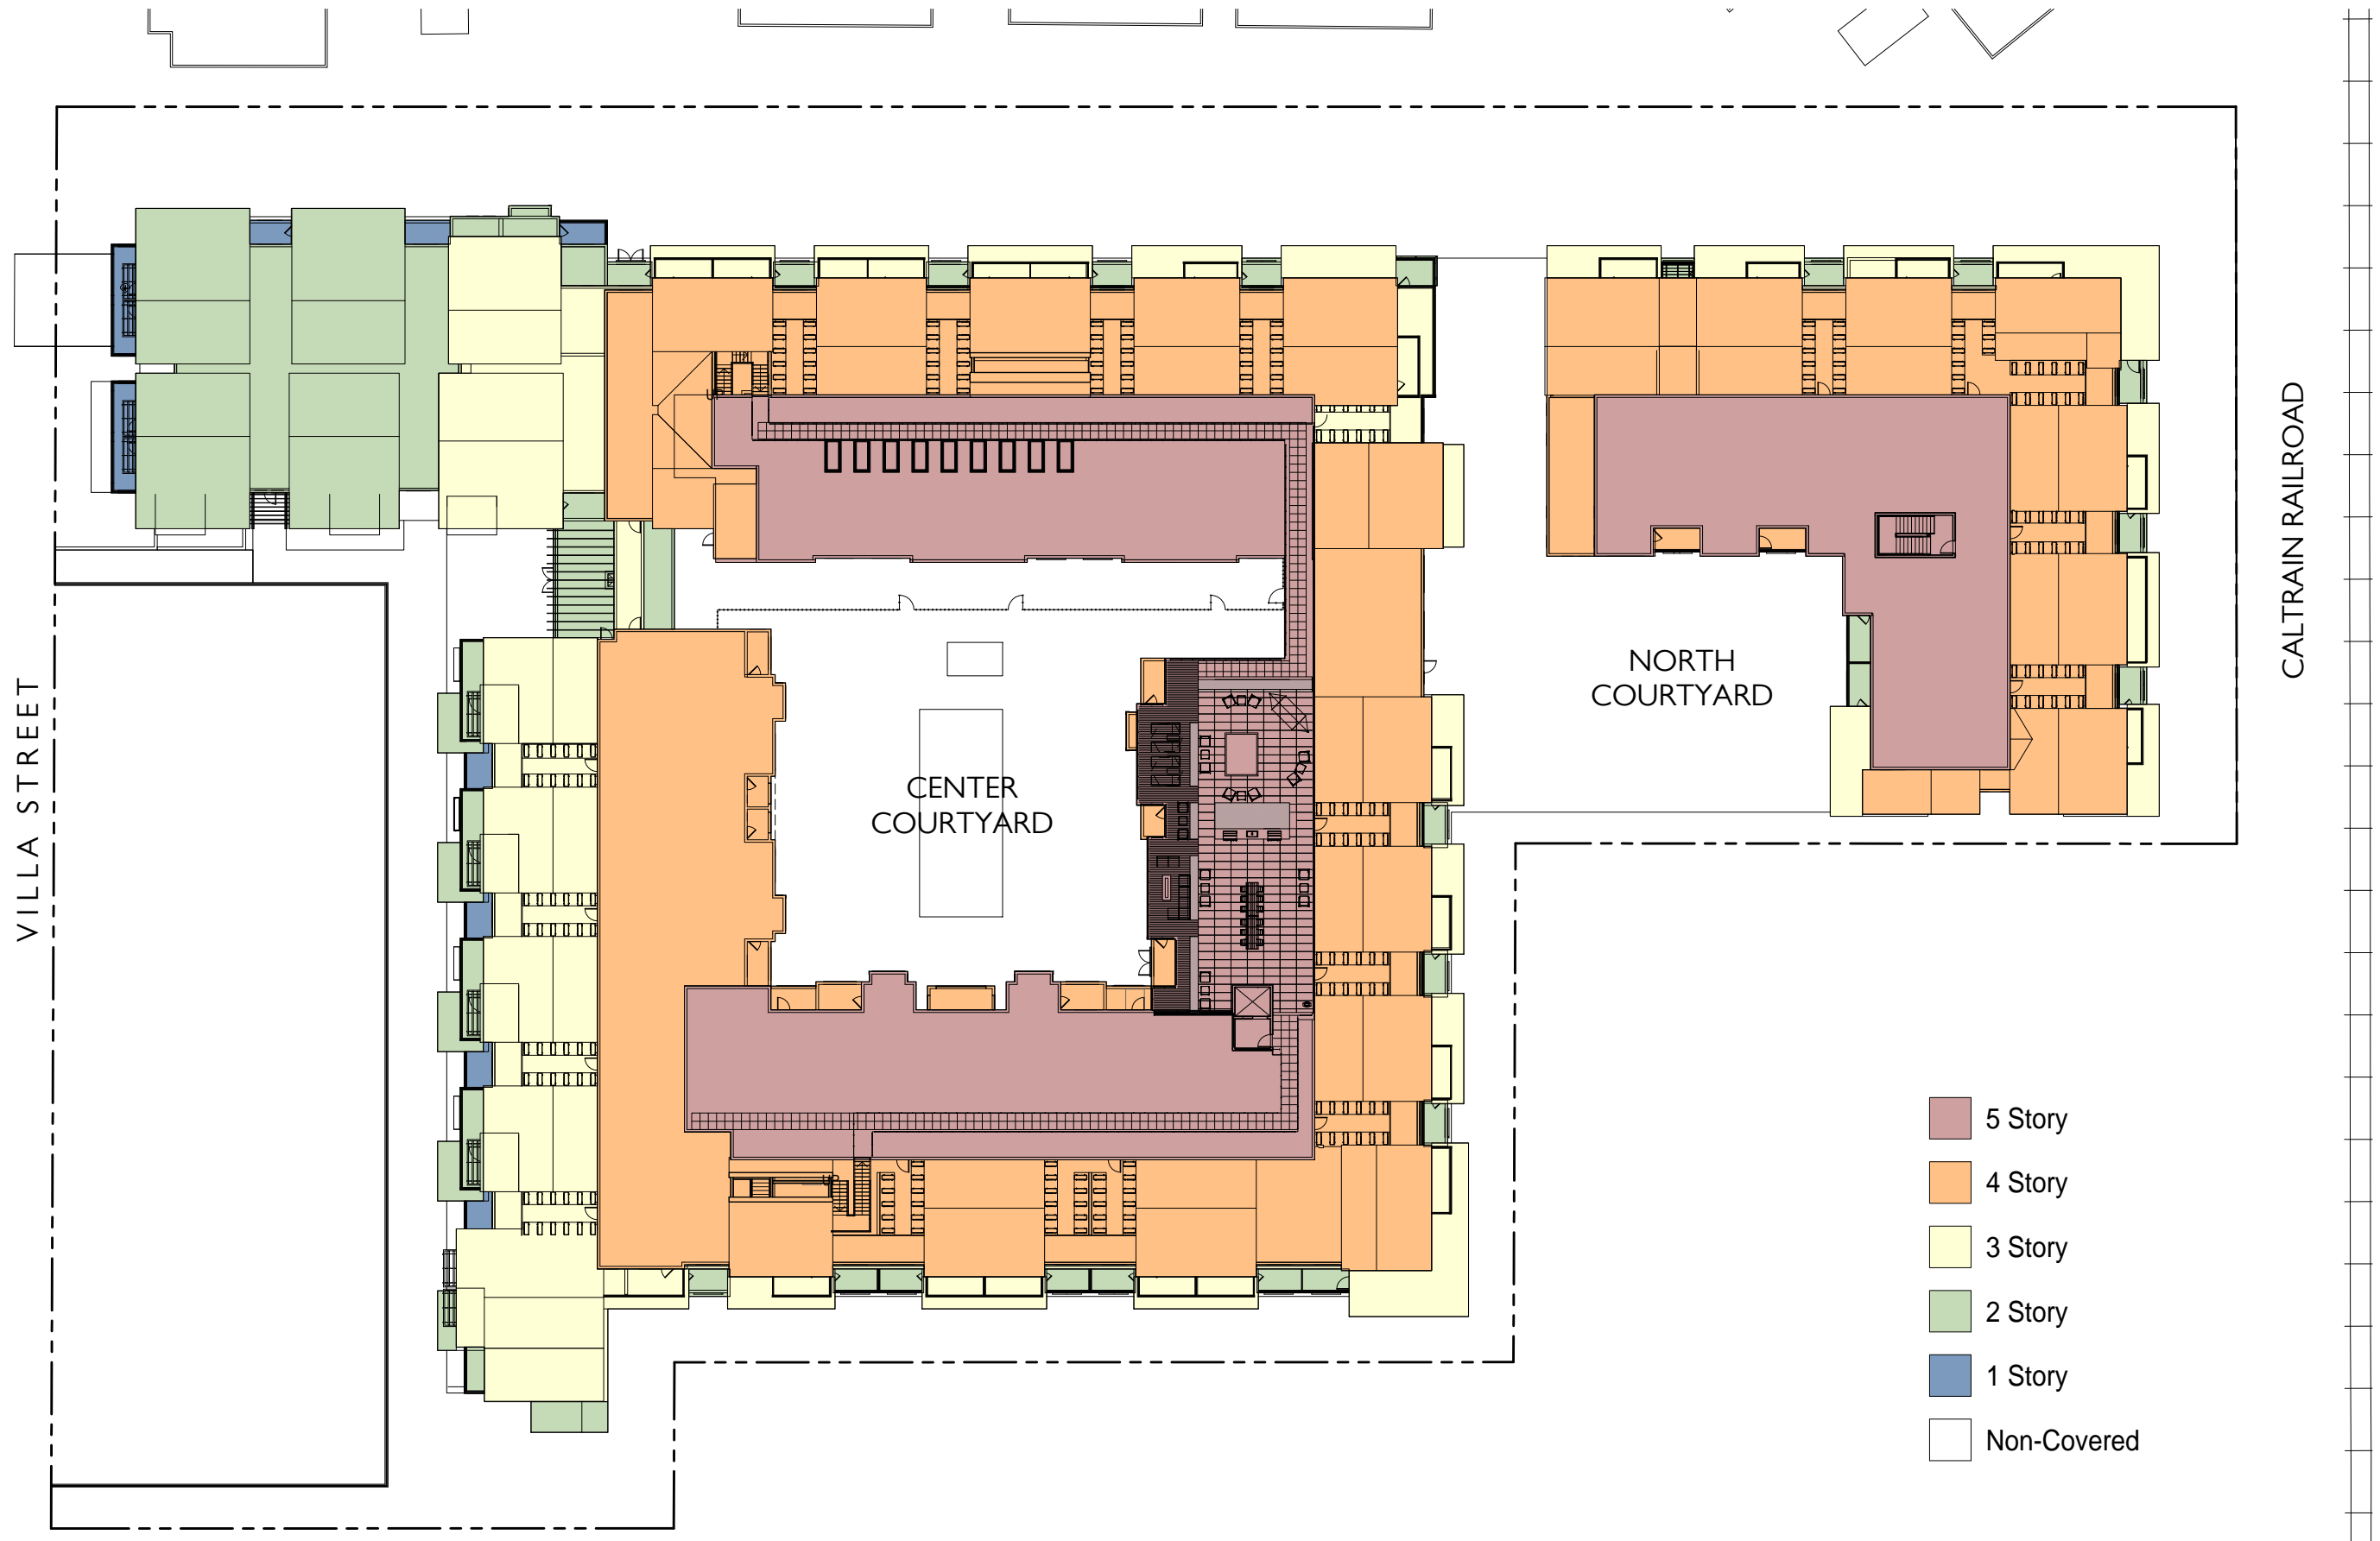 VILLA STREET
CENTER
COURTYARD
NORTH
COURTYARD
CALTRAIN RAILROAD
5 Story
4 Story
3 Story
2 Story
1 Story
Non-Covered